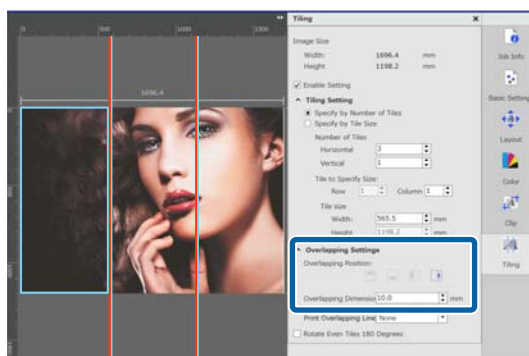 Tiling
0 500 1000 1500
Image Size
Width: 1696.4 mm
Height 1198.2 mm
Job Info
Enable Setting
Tiling Setting
Basic Setting
1696.4
Specify by Number of Tiles
Specify by Tile Size
Number of Tiles
Horizontal 3
Layout
Vertical 1
Tile to Specify Size:
Row 1 Column 1
Color
Tile size
Width: 565.5 mm
Height 1198.2 mm
Clip
Overlapping Settings
Overlapping Position:
Tiling
Overlapping Dimensio 10.0 mm
Print Overlapping Line None
Rotate Even Tiles 180 Degrees